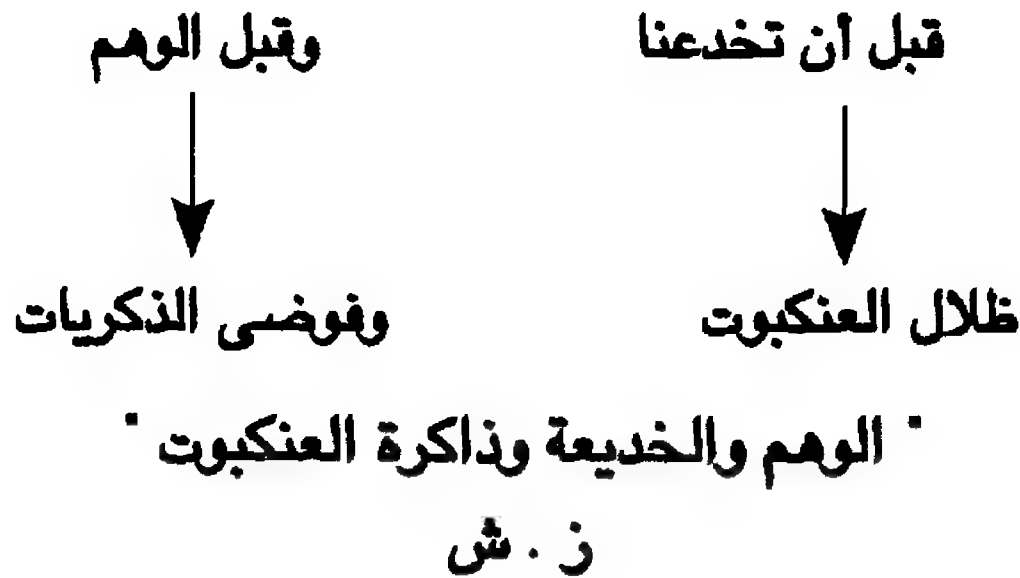 قبل أن تخدعنا
وقبل الوهم
ظلال العنكبوت
وفوضى الذكريات
" الوهم والخديعة وذاكرة العنكبوت "
ز . ش